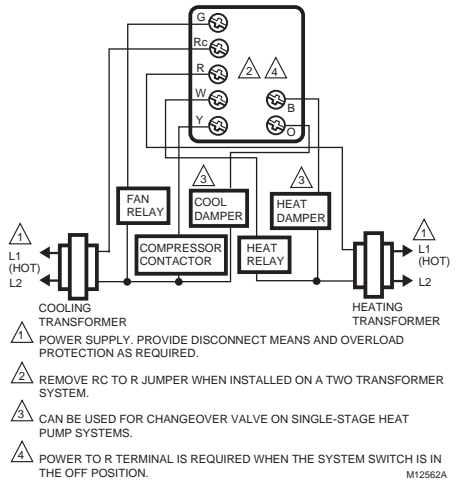 G
Rc
R
2 4
W
B
Y
O
3 3
FAN
RELAY
COOL
DAMPER
HEAT
DAMPER
1
L1
(HOT)
L2
COMPRESSOR
CONTACTOR
HEAT
RELAY
1
L1
(HOT)
L2
COOLING
TRANSFORMER
HEATING
TRANSFORMER
1 POWER SUPPLY. PROVIDE DISCONNECT MEANS AND OVERLOAD
PROTECTION AS REQUIRED.
2 REMOVE RC TO R JUMPER WHEN INSTALLED ON A TWO TRANSFORMER
SYSTEM.
3 CAN BE USED FOR CHANGEOVER VALVE ON SINGLE-STAGE HEAT
PUMP SYSTEMS.
4 POWER TO R TERMINAL IS REQUIRED WHEN THE SYSTEM SWITCH IS IN
THE OFF POSITION.
M12562A